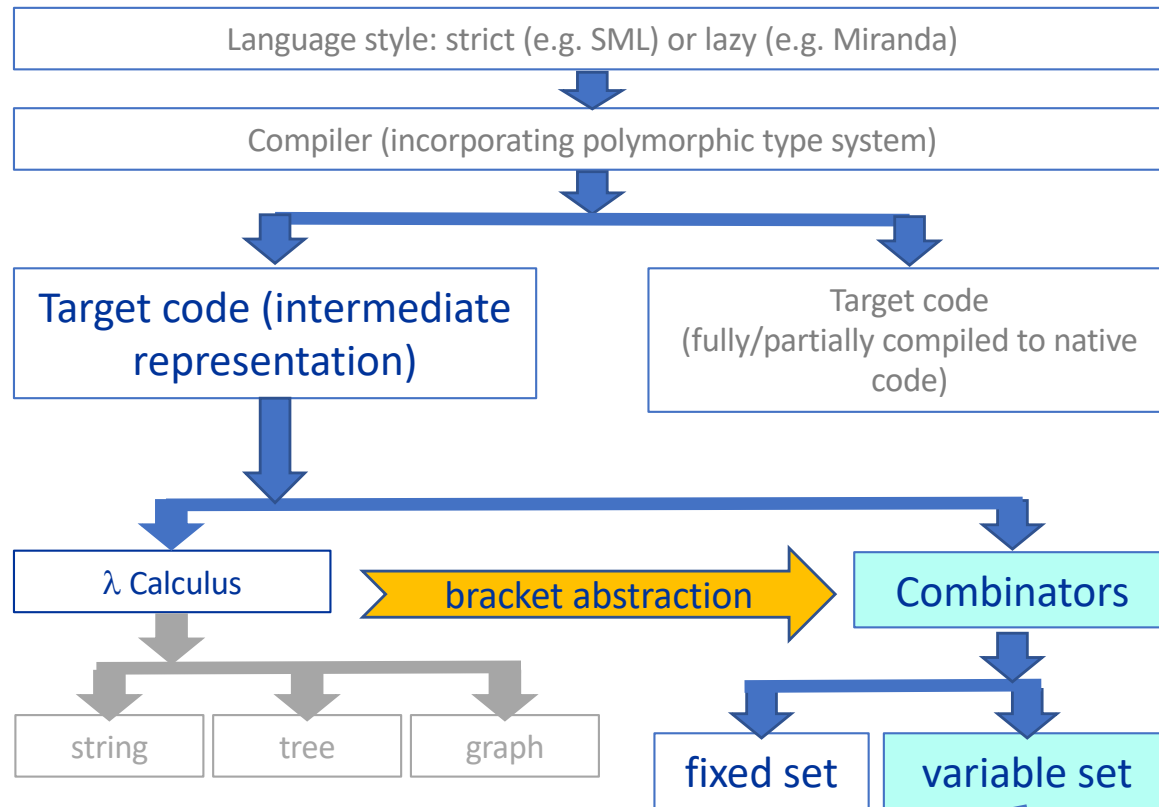 Language style: strict (e.g. SML) or lazy (e.g. Miranda)
Compiler (incorporating polymorphic type system)
Target code (intermediate
representation)
Target code
(fully/partially compiled to native
code)
λ Calculus
bracket abstraction
Combinators
string
tree
graph
fixed set
variable set